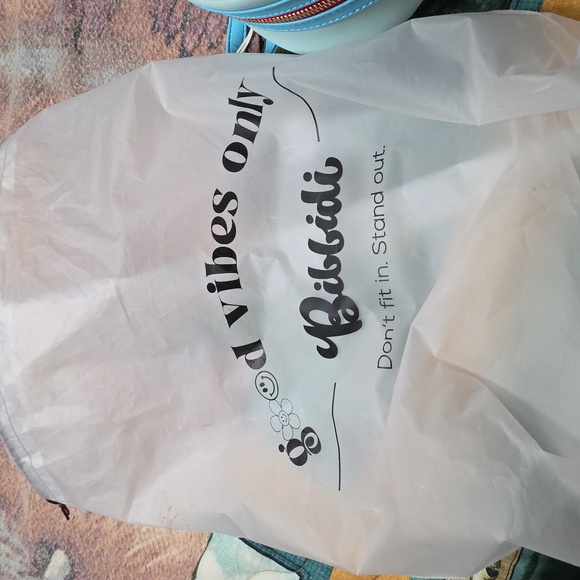 good vibes only
Bibbidi
Don't fit in. Stand out.